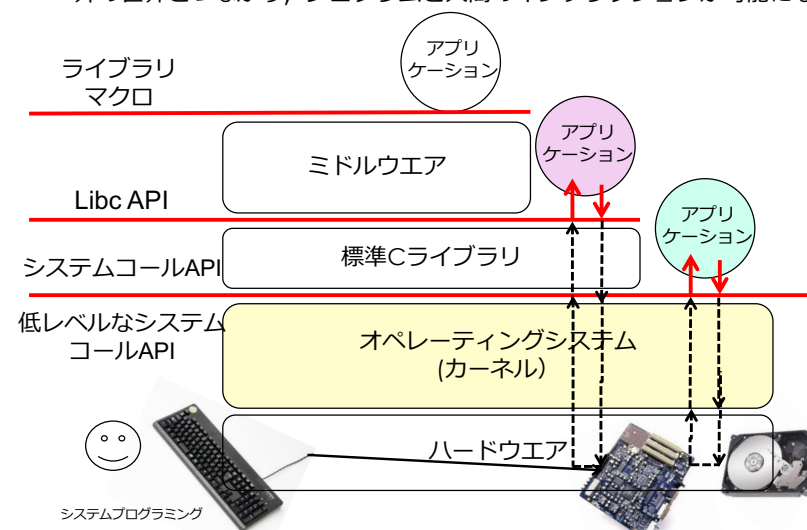 アプリ
ケーション
ライブラリ
マクロ
アプリ
ケーション
ミドルウエア
Libc API
アプリ
ケーション
標準Cライブラリ
システムコールAPI
低レベルなシステム
コールAPI
オペレーティングシステム
(カーネル）
ハードウエア
システムプログラミング